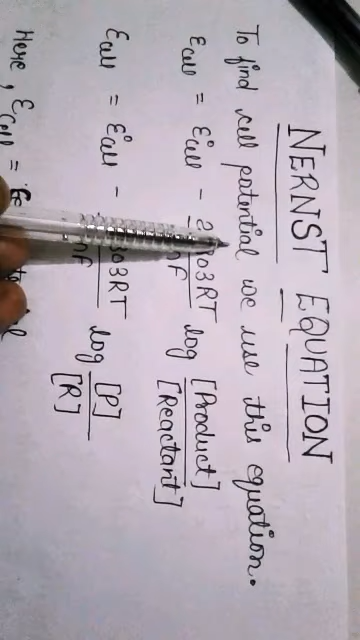 NERNST EQUATION
To find cell potential we use this equation.
Ecell = E°cell - 2.303RT/nF log [Product]/[Reactant]
Ecell = E°cell - 303RT/nF log [P]/[R]
Here, Ecell =